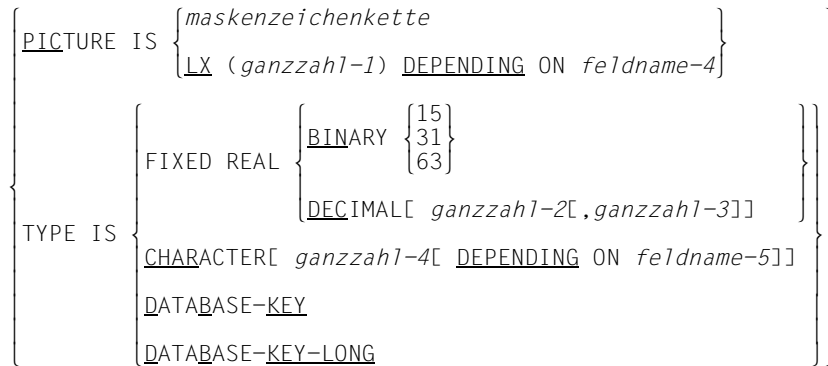 maskenzeichenkette
PICTURE IS
LX (ganzzahl-1) DEPENDING ON feldname-4
15
BINARY 31
FIXED REAL 63
DECIMAL[ ganzzahl-2[,ganzzahl-3]]
TYPE IS
CHARACTER[ ganzzahl-4[ DEPENDING ON feldname-5]]
DATABASE-KEY
DATABASE-KEY-LONG